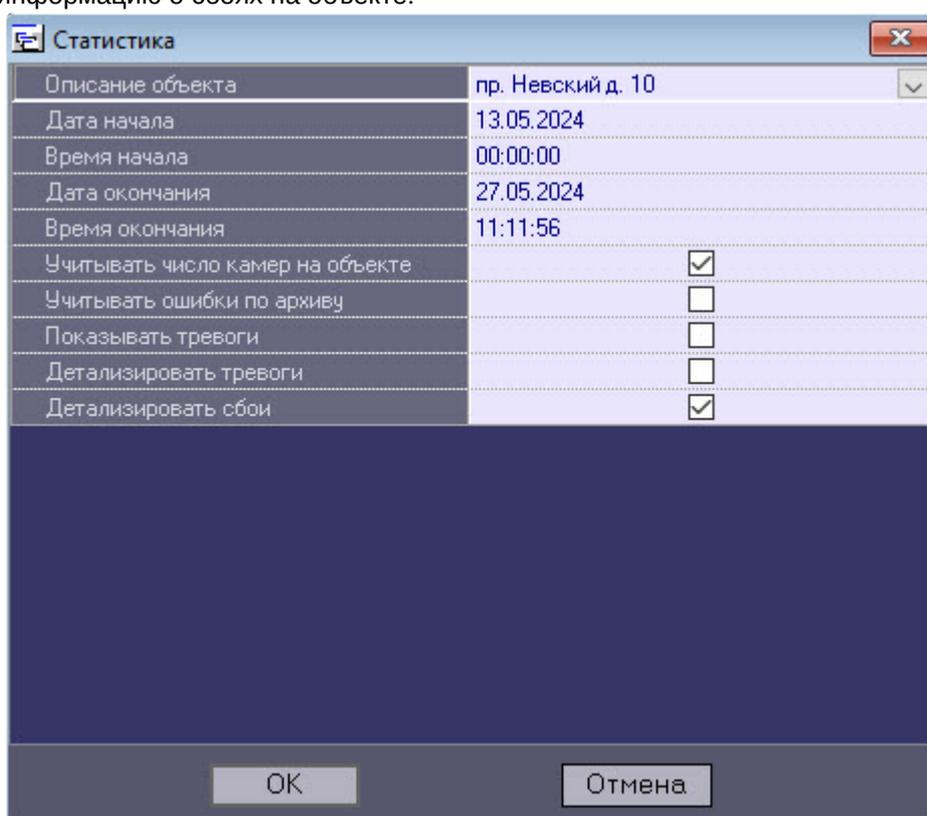 информацию о сбоях на объекте.
Статистика
Описание объекта пр. Невский д. 10
Дата начала 13.05.2024
Время начала 00:00:00
Дата окончания 27.05.2024
Время окончания 11:11:56
Учитывать число камер на объекте
Учитывать ошибки по архиву
Показывать тревоги
Детализировать тревоги
Детализировать сбои
OK Отмена